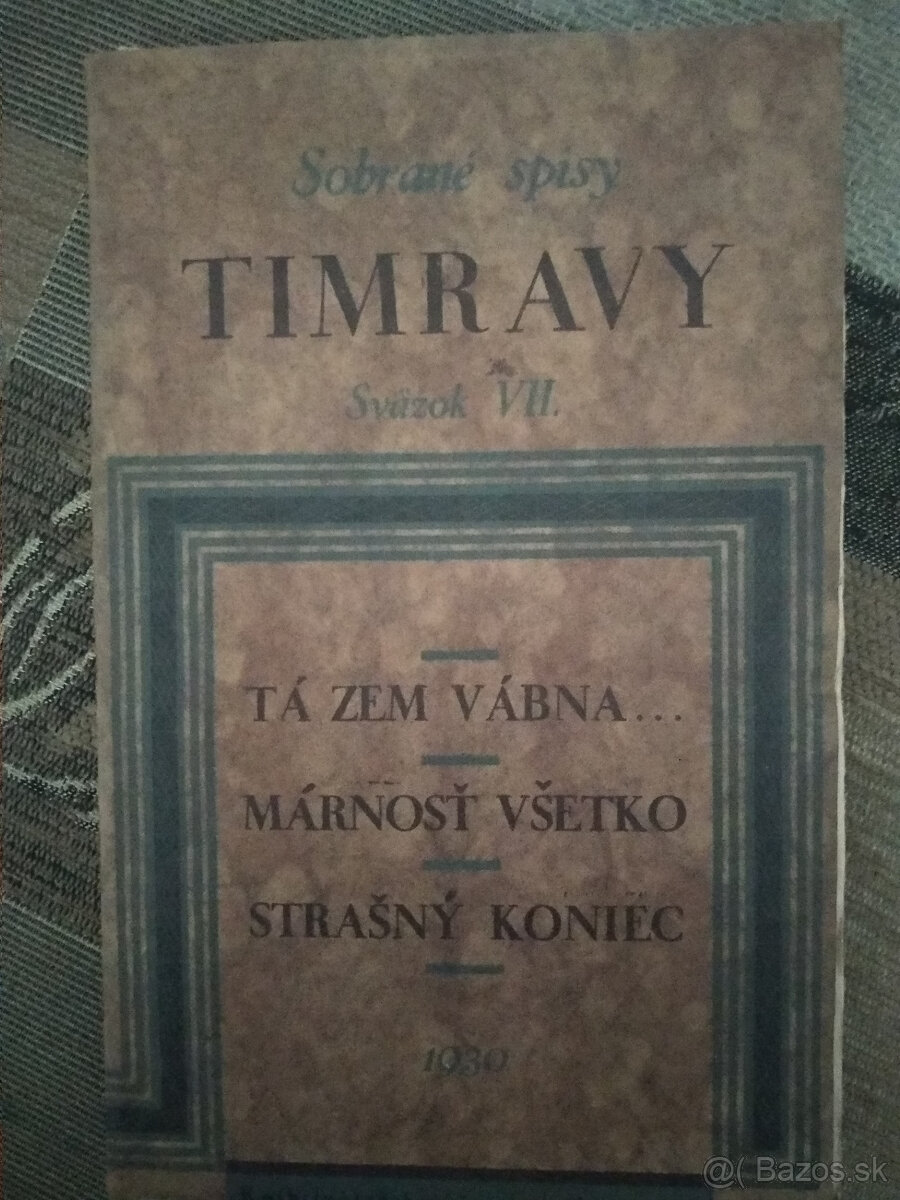 Sobrané spisy
TIMRAVY
Sväzok VII.
TÁ ZEM VÁBNA...
MÁRNOSŤ VŠETKO
STRAŠNÝ KONIEC
1930
@( Bazos.sk